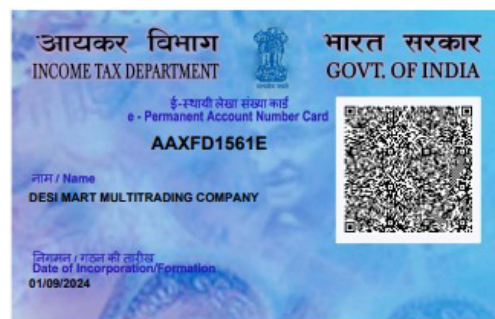 आयकर विभाग
INCOME TAX DEPARTMENT
भारत सरकार
GOVT. OF INDIA
ई-स्थायी लेखा संख्या कार्ड
e - Permanent Account Number Card
AAXFD1561E
नाम / Name
DESI MART MULTITRADING COMPANY
निगमन / गठन की तारीख
Date of Incorporation/Formation
01/09/2024